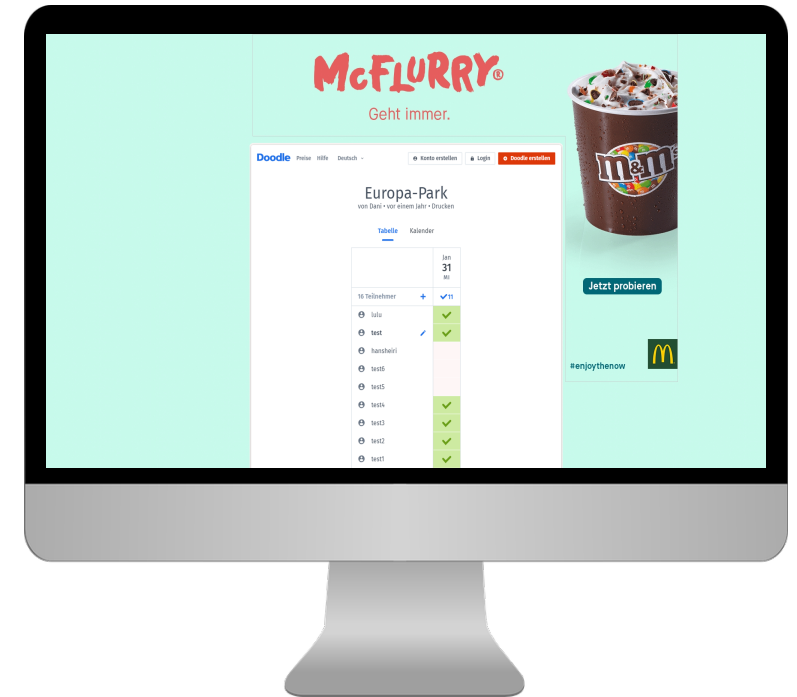 McFLURRY®
Geht immer.
Doodle Preise Hilfe Deutsch Konto erstellen Login Doodle erstellen
Europa-Park
von Dani • vor einem Jahr • Drucken
Tabelle Kalender
Jan
31
MI
16 Teilnehmer + 11
lulu
test
hansheiri
test6
test5
test4
test3
test2
test1
m&m's
Jetzt probieren
#enjoythenow